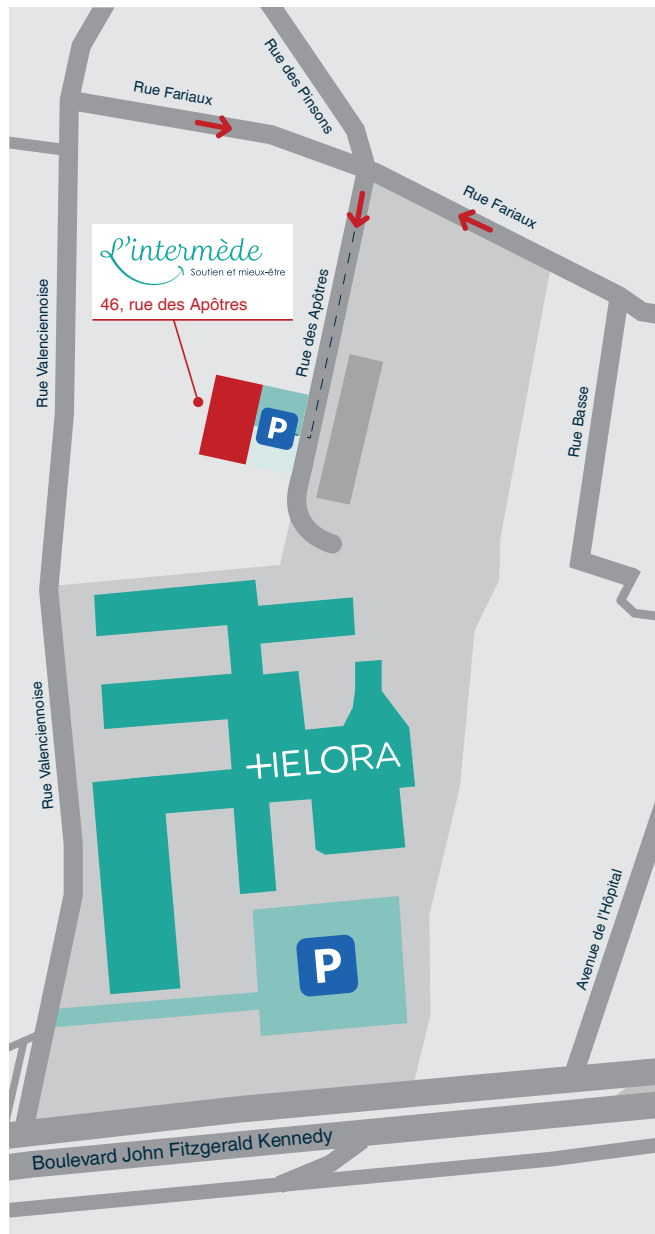 Rue des Pinsons
Rue Fariaux
Rue Fariaux
L'intermède
Soutien et mieux-être
46, rue des Apôtres
Rue des Apôtres
Rue Valenciennoise
Rue Basse
P
Rue Valenciennoise
HELORA
Avenue de l'Hôpital
P
Boulevard John Fitzgerald Kennedy